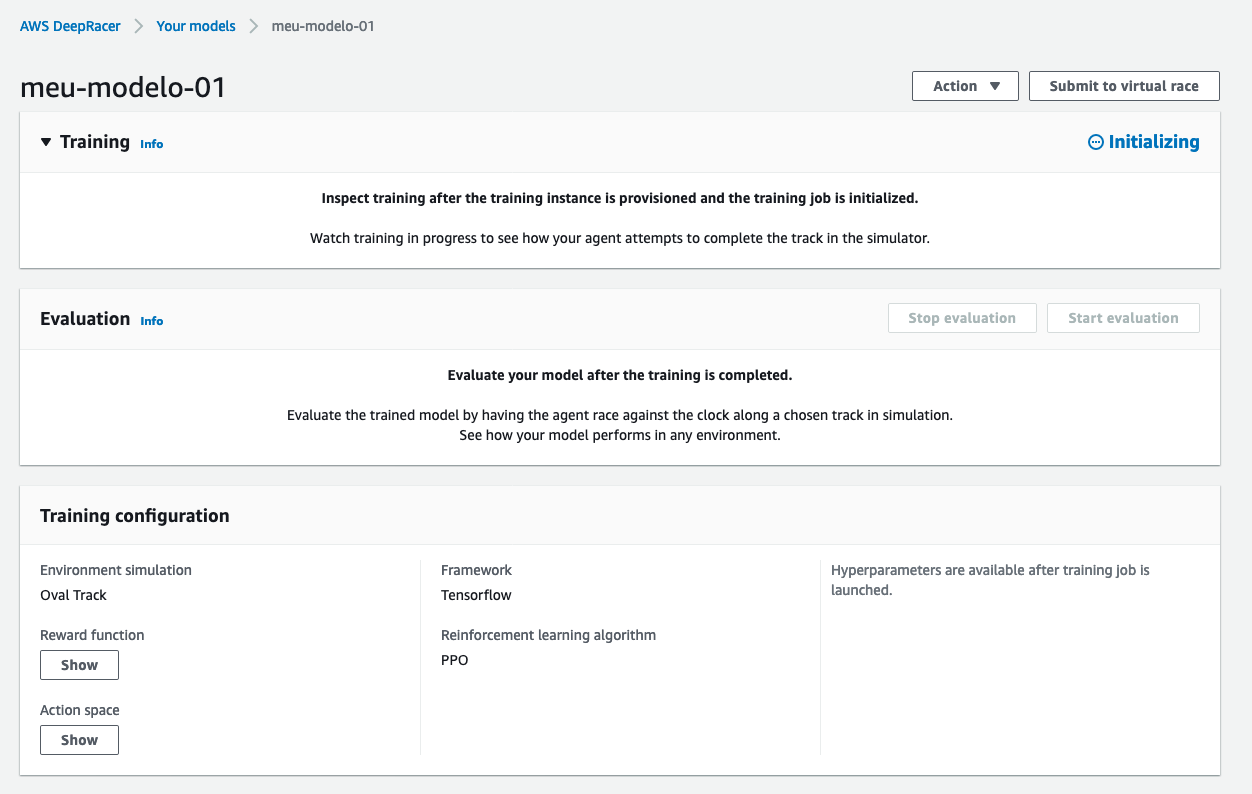 AWS DeepRacer > Your models > meu-modelo-01
meu-modelo-01
Action ▼ Submit to virtual race
▼ Training Info
Initializing
Inspect training after the training instance is provisioned and the training job is initialized.
Watch training in progress to see how your agent attempts to complete the track in the simulator.
Evaluation Info
Stop evaluation Start evaluation
Evaluate your model after the training is completed.
Evaluate the trained model by having the agent race against the clock along a chosen track in simulation.
See how your model performs in any environment.
Training configuration
Environment simulation
Oval Track
Reward function
Show
Action space
Show
Framework
Tensorflow
Reinforcement learning algorithm
PPO
Hyperparameters are available after training job is
launched.